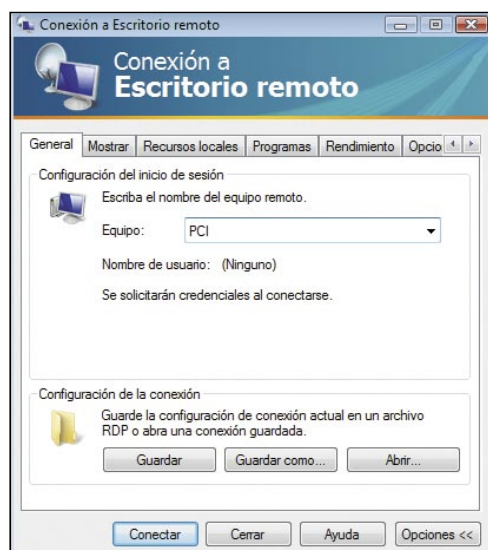 Conexión a Escritorio remoto
Conexión a
Escritorio remoto
General Mostrar Recursos locales Programas Rendimiento Opcio
Configuración del inicio de sesión
Escriba el nombre del equipo remoto.
Equipo: PCI
Nombre de usuario: (Ninguno)
Se solicitarán credenciales al conectarse.
Configuración de la conexión
Guarde la configuración de conexión actual en un archivo
RDP o abra una conexión guardada.
Guardar Guardar como... Abrir...
Conectar Cerrar Ayuda Opciones <<